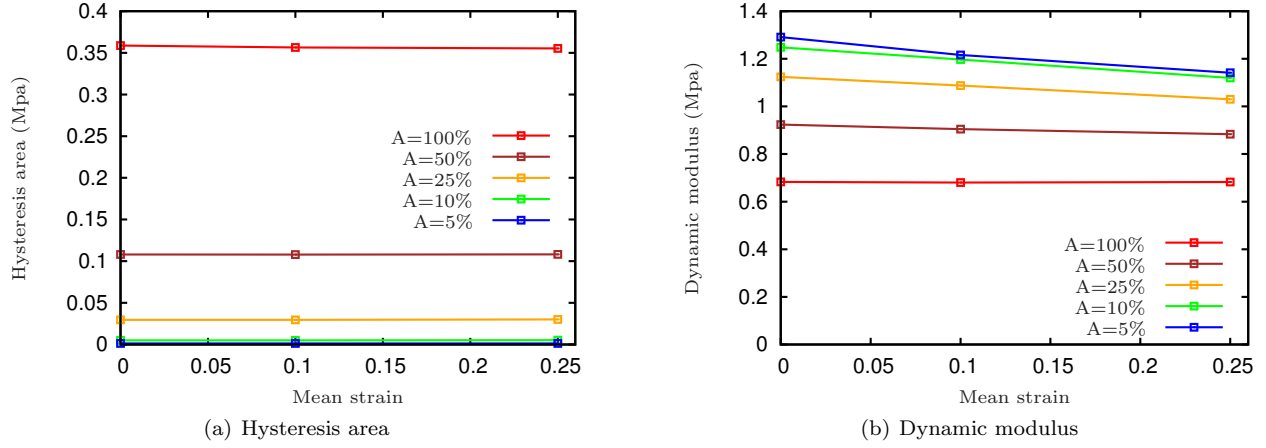 Hysteresis area (Mpa)
0.4
0.35
0.3
0.25
0.2
0.15
0.1
0.05
0
A=100%
A=50%
A=25%
A=10%
A=5%
0 0.05 0.1 0.15 0.2 0.25
Mean strain
(a) Hysteresis area
Dynamic modulus (Mpa)
1.4
1.2
1
0.8
0.6
0.4
0.2
0
A=100%
A=50%
A=25%
A=10%
A=5%
0 0.05 0.1 0.15 0.2 0.25
Mean strain
(b) Dynamic modulus